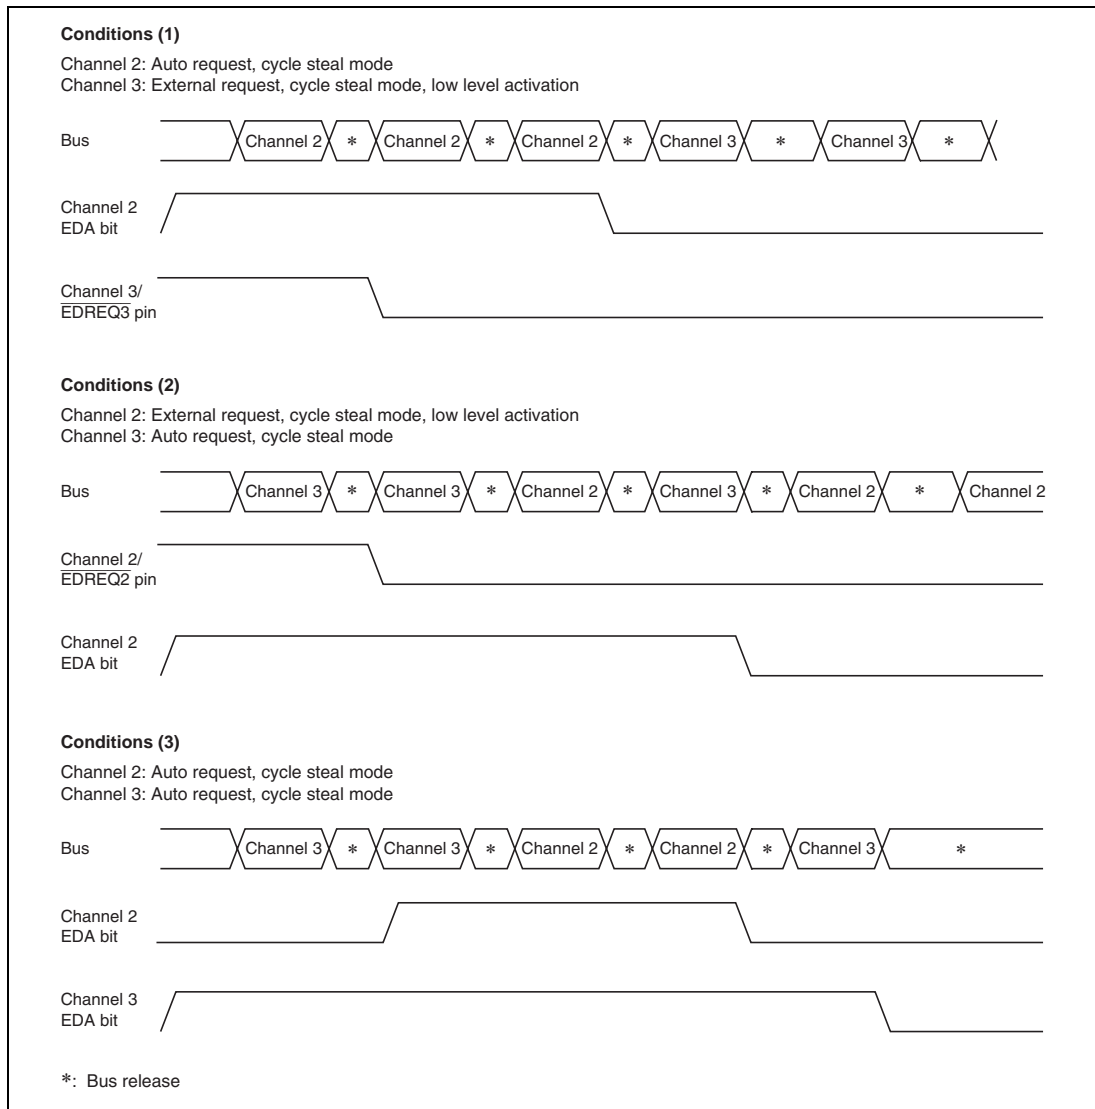 Conditions (1)
Channel 2: Auto request, cycle steal mode
Channel 3: External request, cycle steal mode, low level activation
Bus Channel 2 * Channel 2 * Channel 2 * Channel 3 * Channel 3 *
Channel 2
EDA bit
Channel 3/
EDREQ3 pin
Conditions (2)
Channel 2: External request, cycle steal mode, low level activation
Channel 3: Auto request, cycle steal mode
Bus Channel 3 * Channel 3 * Channel 2 * Channel 3 * Channel 2 * Channel 2
Channel 2/
EDREQ2 pin
Channel 2
EDA bit
Conditions (3)
Channel 2: Auto request, cycle steal mode
Channel 3: Auto request, cycle steal mode
Bus Channel 3 * Channel 3 * Channel 2 * Channel 2 * Channel 3 *
Channel 2
EDA bit
Channel 3
EDA bit
*: Bus release